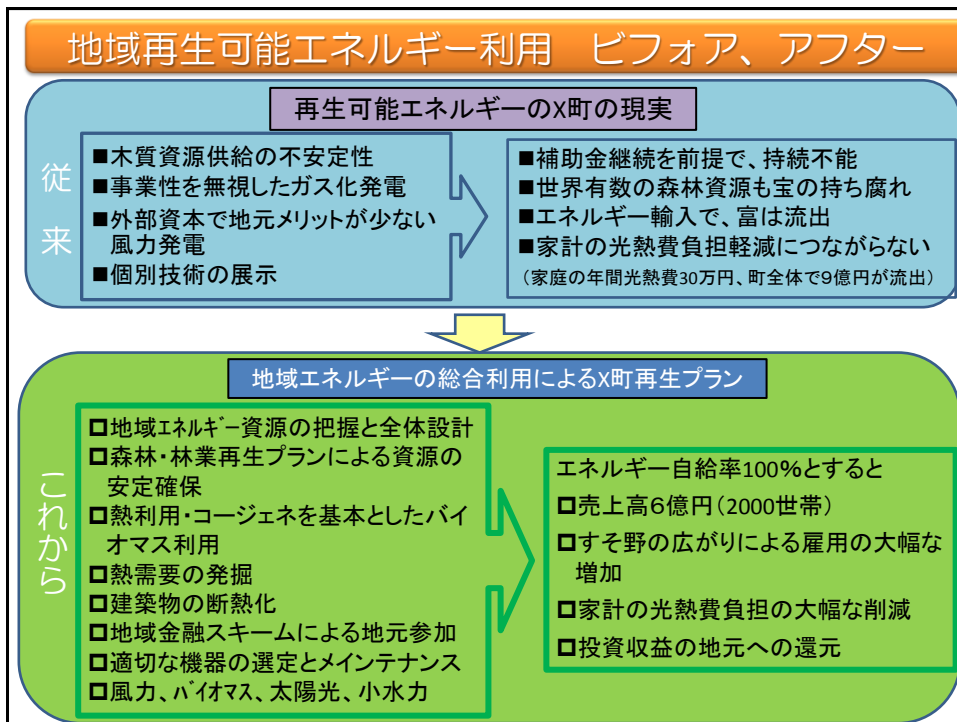 地域再生可能エネルギー利用　ビフォア、アフター
再生可能エネルギーのX町の現実
従来
■木質資源供給の不安定性
■事業性を無視したガス化発電
■外部資本で地元メリットが少ない
風力発電
■個別技術の展示
■補助金継続を前提で、持続不能
■世界有数の森林資源も宝の持ち腐れ
■エネルギー輸入で、富は流出
■家計の光熱費負担軽減につながらない
（家庭の年間光熱費30万円、町全体で９億円が流出）
地域エネルギーの総合利用によるX町再生プラン
これから
□地域ｴﾈﾙｷﾞｰ資源の把握と全体設計
□森林・林業再生プランによる資源の
安定確保
□熱利用・コージェネを基本としたバイ
オマス利用
□熱需要の発掘
□建築物の断熱化
□地域金融スキームによる地元参加
□適切な機器の選定とメインテナンス
□風力、ﾊﾞｲｵﾏｽ、太陽光、小水力
エネルギー自給率100％とすると
□売上高６億円（2000世帯）
□すそ野の広がりによる雇用の大幅な
増加
□家計の光熱費負担の大幅な削減
□投資収益の地元への還元